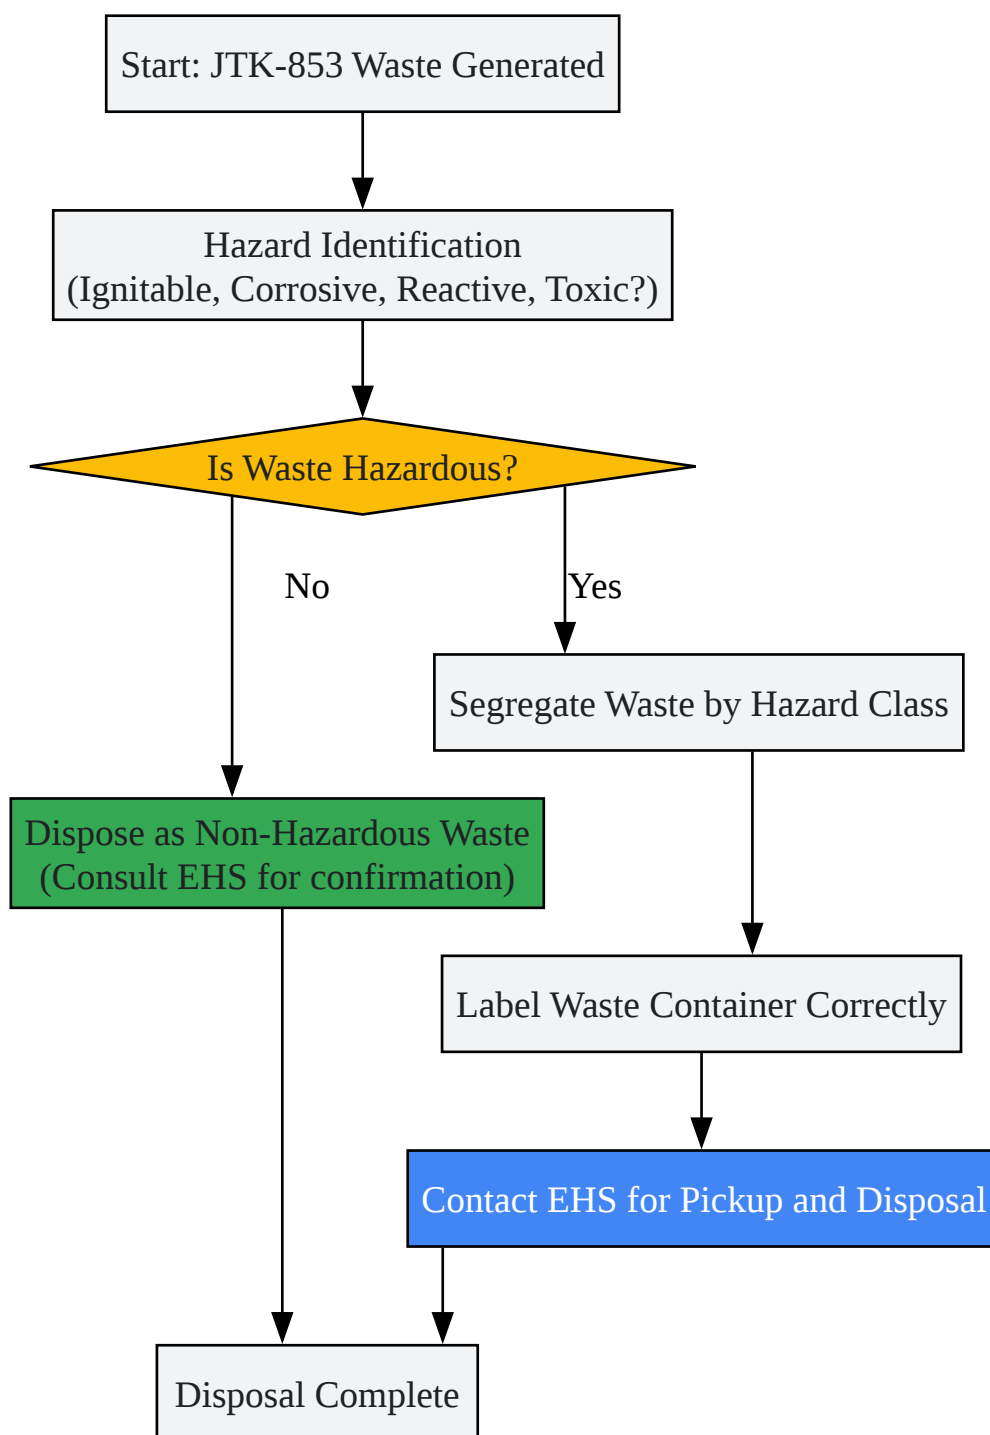 Start: JTK-853 Waste Generated
Hazard Identification
(Ignitable, Corrosive, Reactive, Toxic?)
Is Waste Hazardous?
No
Yes
Segregate Waste by Hazard Class
Dispose as Non-Hazardous Waste
(Consult EHS for confirmation)
Label Waste Container Correctly
Contact EHS for Pickup and Disposal
Disposal Complete